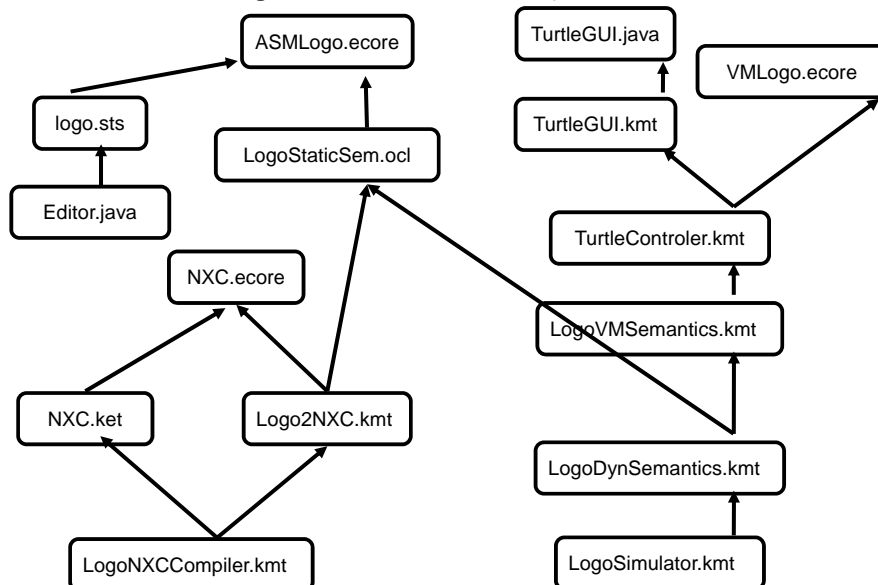 ASMLogo.ecore
TurtleGUI.java
VMLogo.ecore
logo.sts
TurtleGUI.kmt
LogoStaticSem.ocl
Editor.java
TurtleControler.kmt
NXC.ecore
LogoVMSemantics.kmt
NXC.ket
Logo2NXC.kmt
LogoDynSemantics.kmt
LogoNXCCompiler.kmt
LogoSimulator.kmt